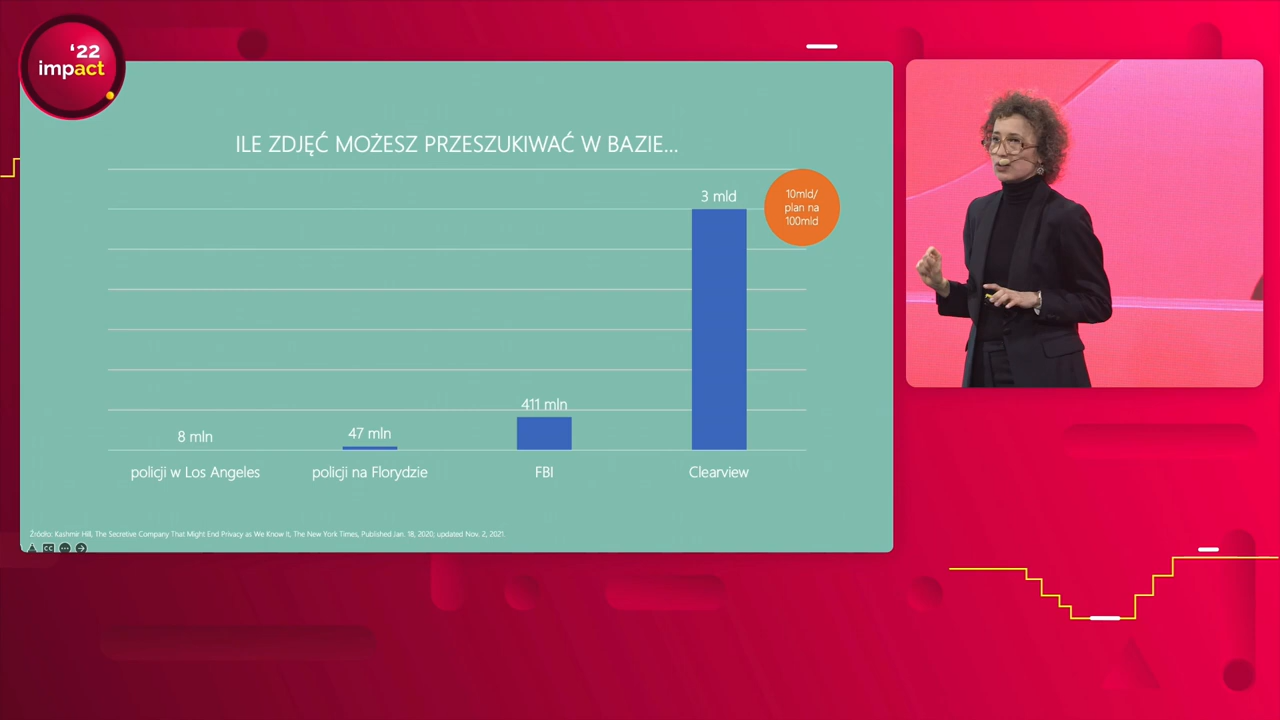 '22
impact
ILE ZDJĘĆ MOŻESZ PRZESZUKIWAĆ W BAZIE...
3 mld
10mld/
plan na
100mld
411 mln
47 mln
8 mln
policji w Los Angeles
policji na Florydzie
FBI
Clearview
Źródło: Kashmir Hill, The Secretive Company That Might End Privacy as We Know It, The New York Times, Published Jan. 18, 2020, updated Nov. 2, 2021.
CC